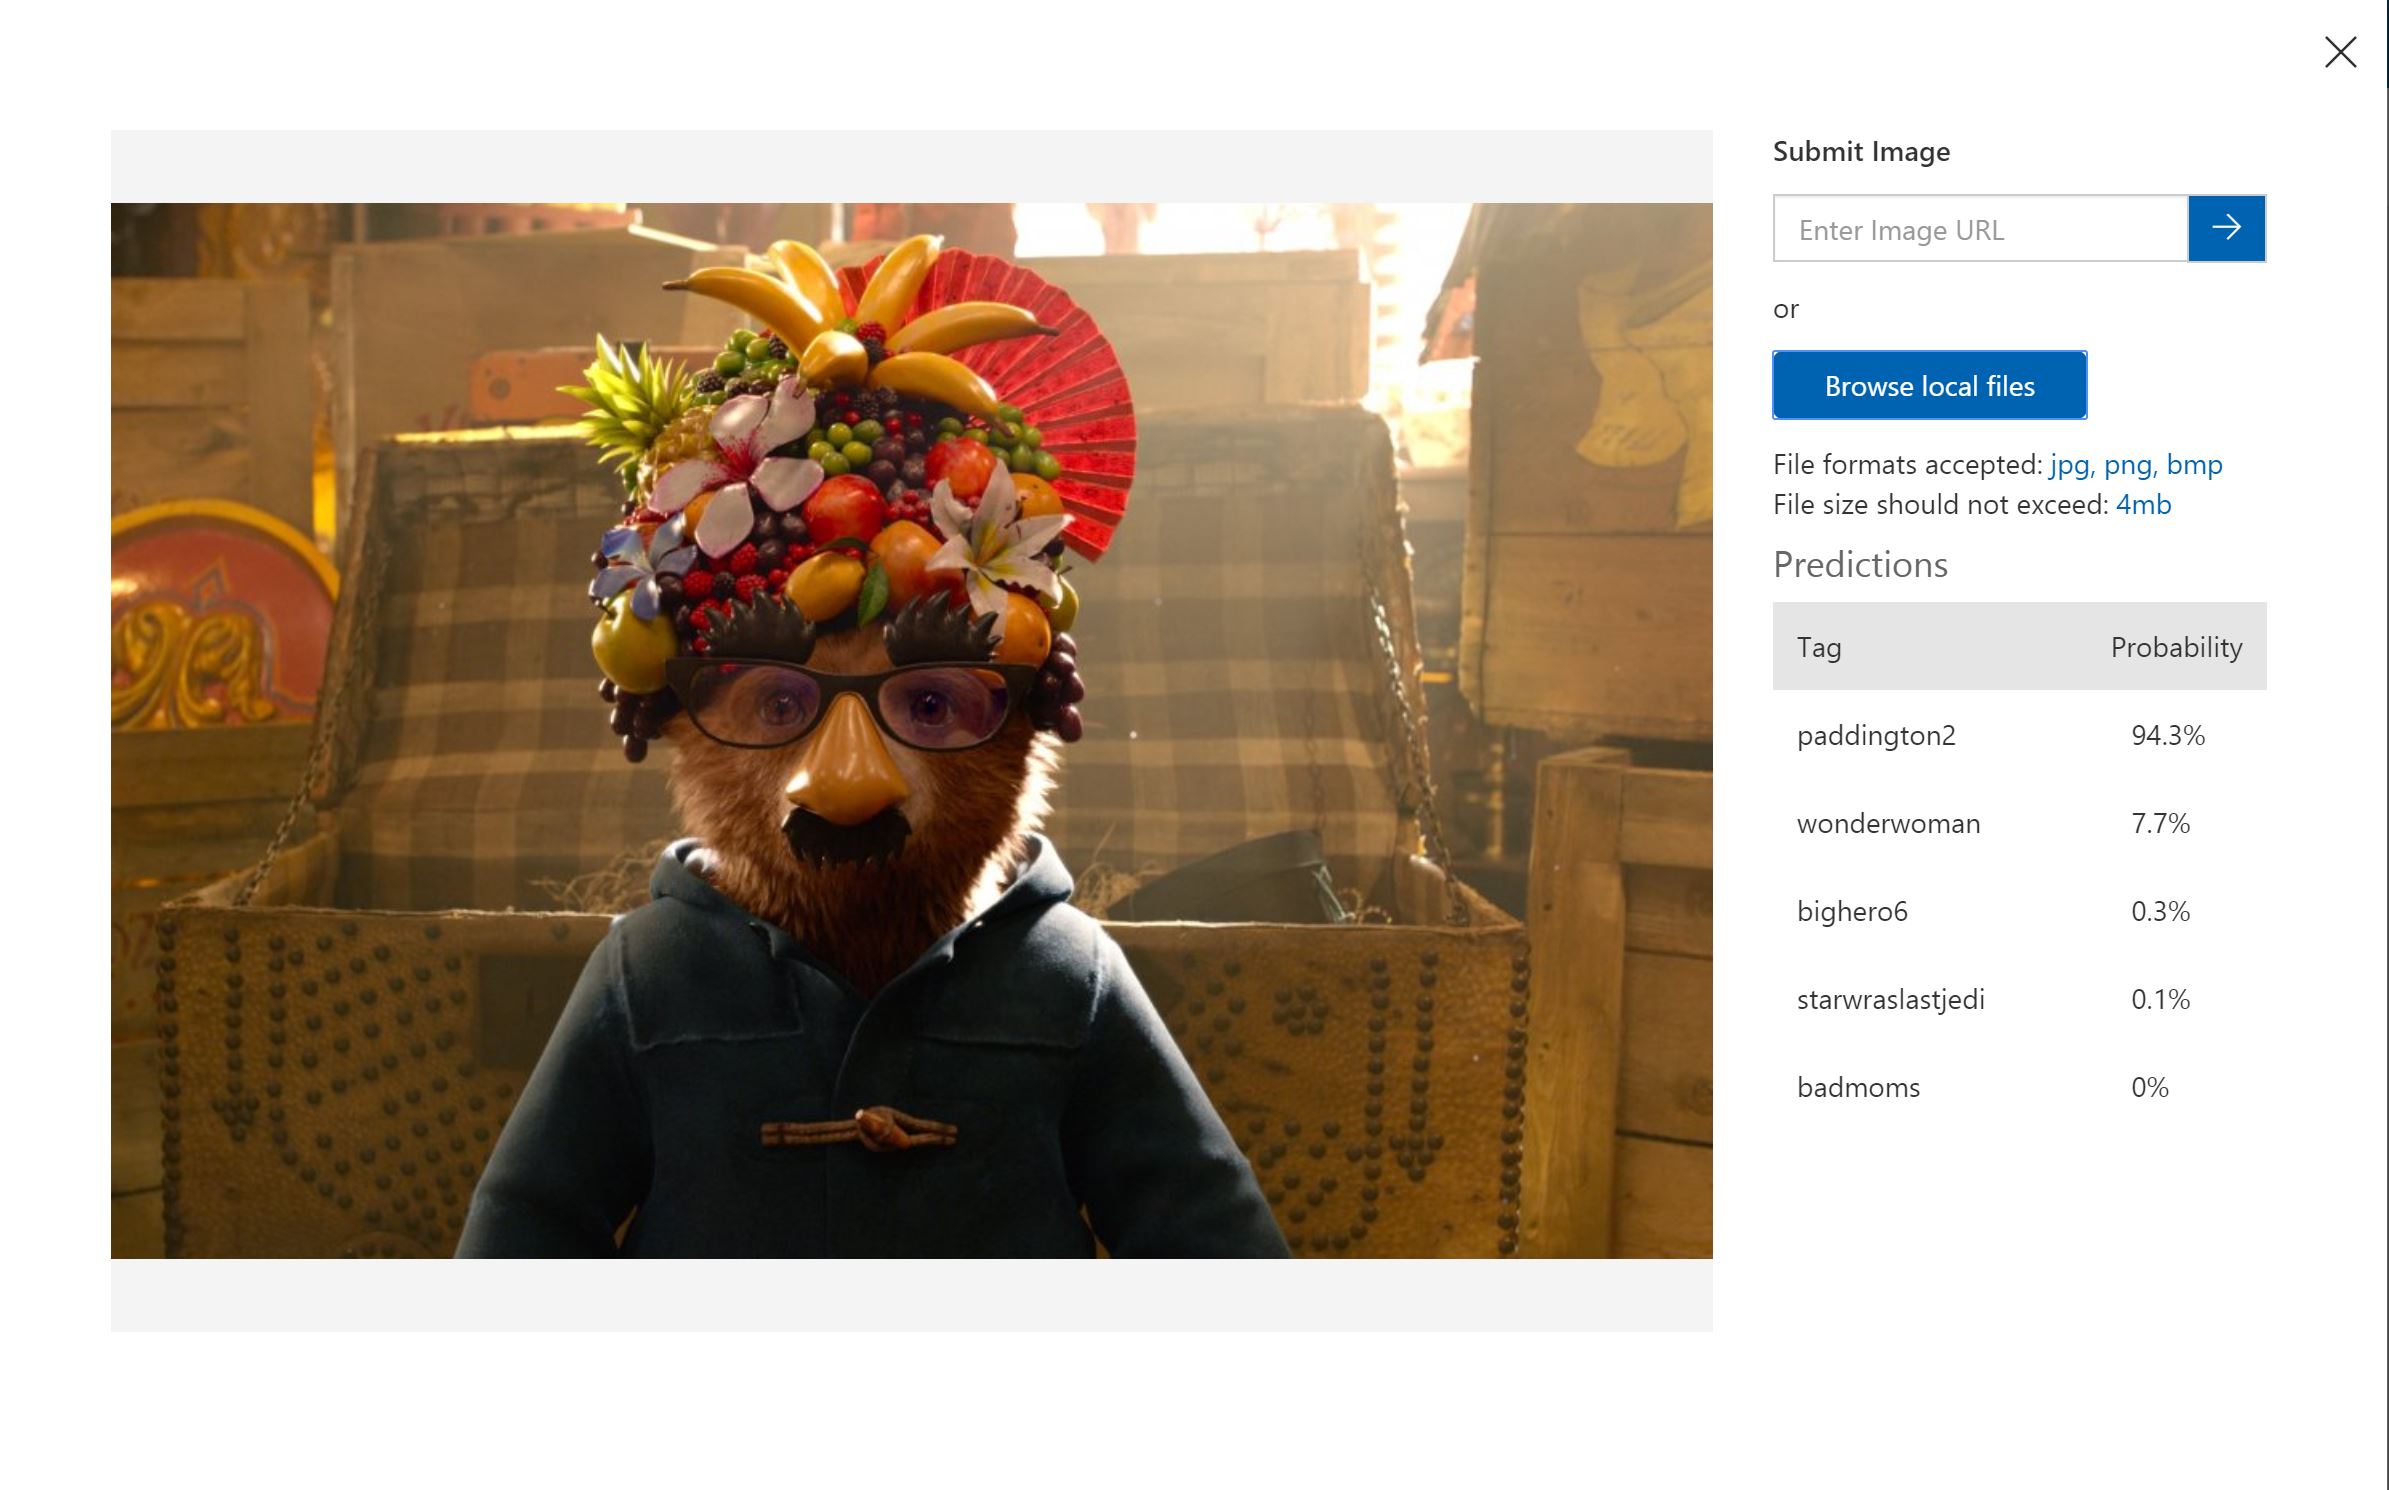 Submit Image
Enter Image URL
or
Browse local files
File formats accepted: jpg, png, bmp
File size should not exceed: 4mb
Predictions
Tag Probability
paddington2 94.3%
wonderwoman 7.7%
bighero6 0.3%
starwraslastjedi 0.1%
badmoms 0%